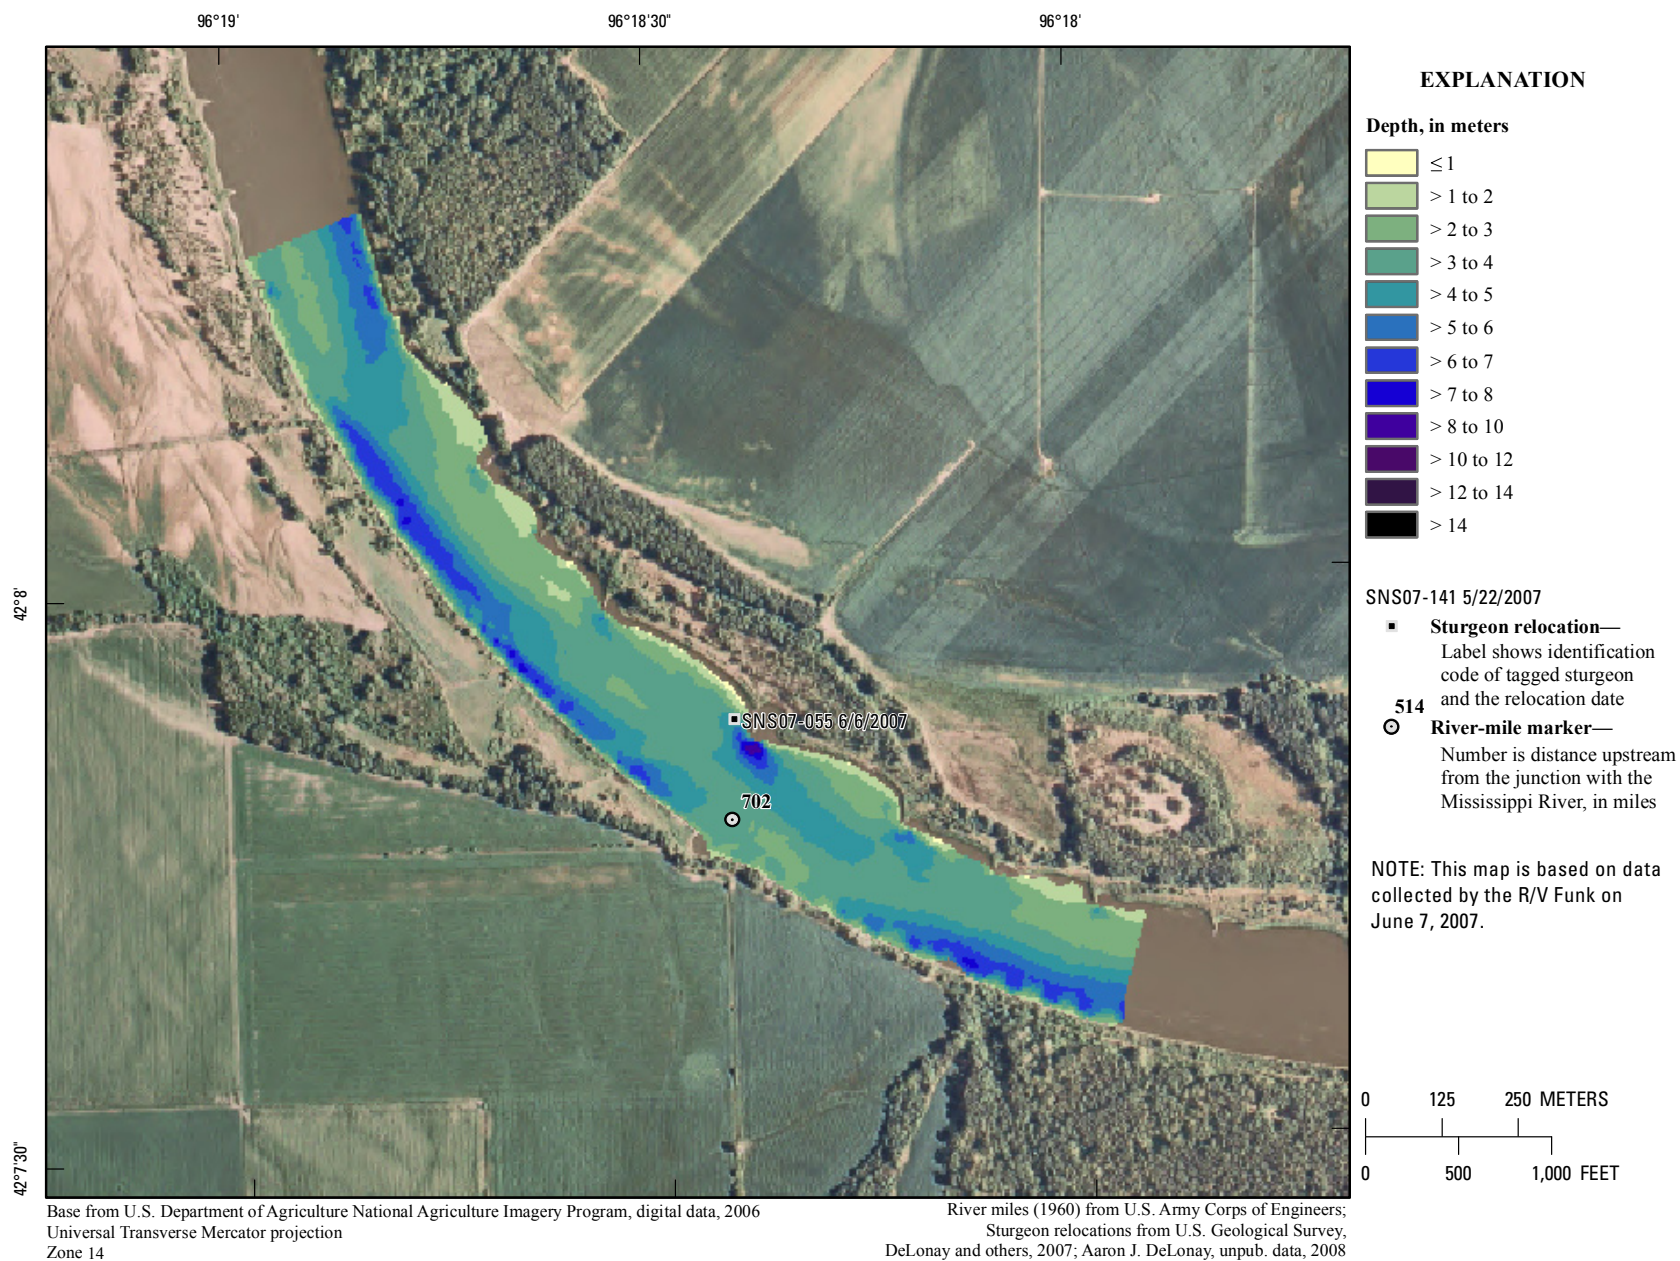 96°19'
96°18'30"
96°18'
EXPLANATION
Depth, in meters
≤ 1
> 1 to 2
> 2 to 3
> 3 to 4
> 4 to 5
> 5 to 6
> 6 to 7
> 7 to 8
> 8 to 10
> 10 to 12
> 12 to 14
> 14
SNS07-141 5/22/2007
Sturgeon relocation—
Label shows identification
code of tagged sturgeon
and the relocation date
514
River-mile marker—
Number is distance upstream
from the junction with the
Mississippi River, in miles
NOTE: This map is based on data
collected by the R/V Funk on
June 7, 2007.
42°8'
SNS07-055 6/6/2007
702
42°7'30"
0 125 250 METERS
0 500 1,000 FEET
Base from U.S. Department of Agriculture National Agriculture Imagery Program, digital data, 2006
Universal Transverse Mercator projection
Zone 14
River miles (1960) from U.S. Army Corps of Engineers;
Sturgeon relocations from U.S. Geological Survey,
DeLonay and others, 2007; Aaron J. DeLonay, unpub. data, 2008